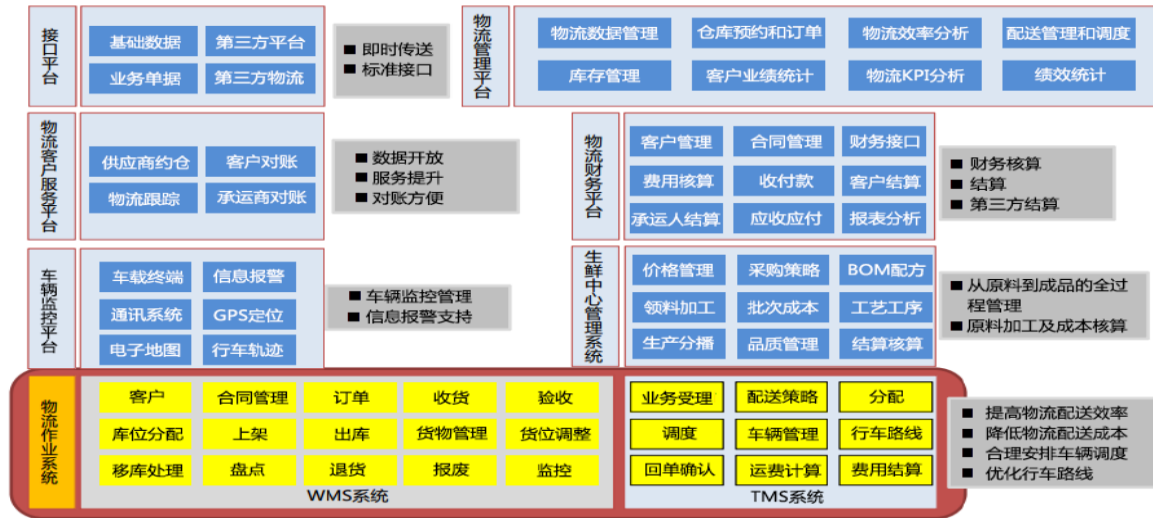 接口平台
基础数据 第三方平台
业务单据 第三方物流
■ 即时传送
■ 标准接口
物流管理平台
物流数据管理 仓库预约和订单 物流效率分析 配送管理和调度
库存管理 客户业绩统计 物流KPI分析 绩效统计
物流客户服务平台
供应商约仓 客户对账
物流跟踪 承运商对账
■ 数据开放
■ 服务提升
■ 对账方便
物流财务平台
客户管理 合同管理 财务接口
费用核算 收付款 客户结算
承运人结算 应收应付 报表分析
■ 财务核算
■ 结算
■ 第三方结算
车辆监控平台
车载终端 信息报警
通讯系统 GPS定位
电子地图 行车轨迹
■ 车辆监控管理
■ 信息报警支持
生鲜中心管理系统
价格管理 采购策略 BOM配方
领料加工 批次成本 工艺工序
生产分播 品质管理 结算核算
■ 从原料到成品的全过
程管理
■ 原料加工及成本核算
物流作业系统
客户 合同管理 订单 收货 验收
库位分配 上架 出库 货物管理 货位调整
移库处理 盘点 退货 报废 监控
WMS系统
业务受理 配送策略 分配
调度 车辆管理 行车路线
回单确认 运费计算 费用结算
TMS系统
■ 提高物流配送效率
■ 降低物流配送成本
■ 合理安排车辆调度
■ 优化行车路线